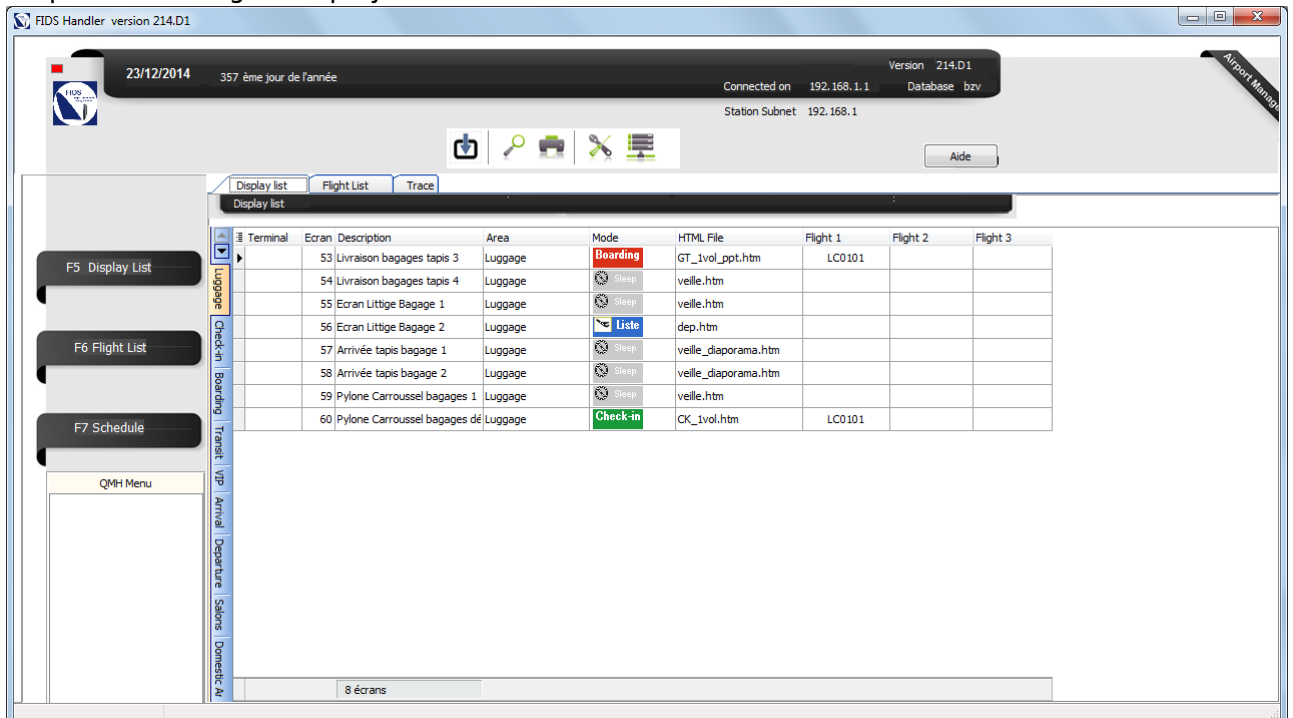 FIDS Handler version 214.D1
23/12/2014 357 ème jour de l'année
Version 214.D1
Connected on 192.168.1.1 Database bzv
Station Subnet 192.168.1
FIDS
Aide
Display list Flight List Trace
Display list
Terminal Ecran Description Area Mode HTML File Flight 1 Flight 2 Flight 3
53 Livraison bagages tapis 3 Luggage Boarding GT_1vol_ppt.htm LC0101
54 Livraison bagages tapis 4 Luggage Sleep veille.htm
55 Ecran Littige Bagage 1 Luggage Sleep veille.htm
56 Ecran Littige Bagage 2 Luggage Liste dep.htm
57 Arrivée tapis bagage 1 Luggage Sleep veille_diaporama.htm
58 Arrivée tapis bagage 2 Luggage Sleep veille_diaporama.htm
59 Pylone Carroussel bagages 1 Luggage Sleep veille.htm
60 Pylone Carroussel bagages dé Luggage Check-in CK_1vol.htm LC0101
8 écrans
F5 Display List
F6 Flight List
F7 Schedule
QMH Menu
Luggage
Check-in
Boarding
Transit
VIP
Arrival
Departure
Salons
Domestic Ar
Airport Manage